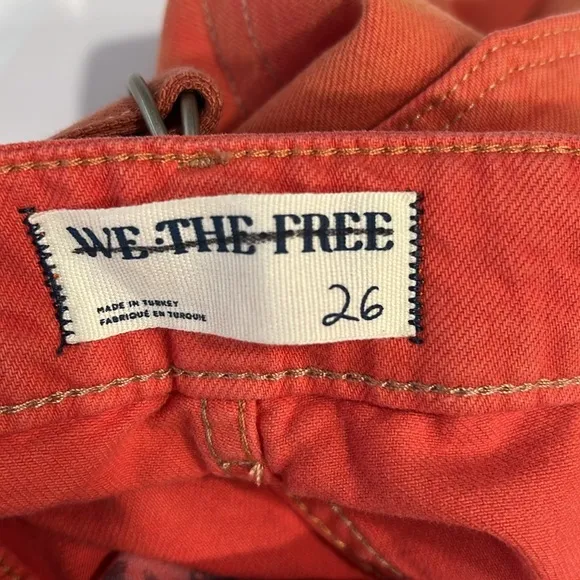 WE • THE FREE
MADE IN TURKEY
FABRIQUÉ EN TURQUIE
26